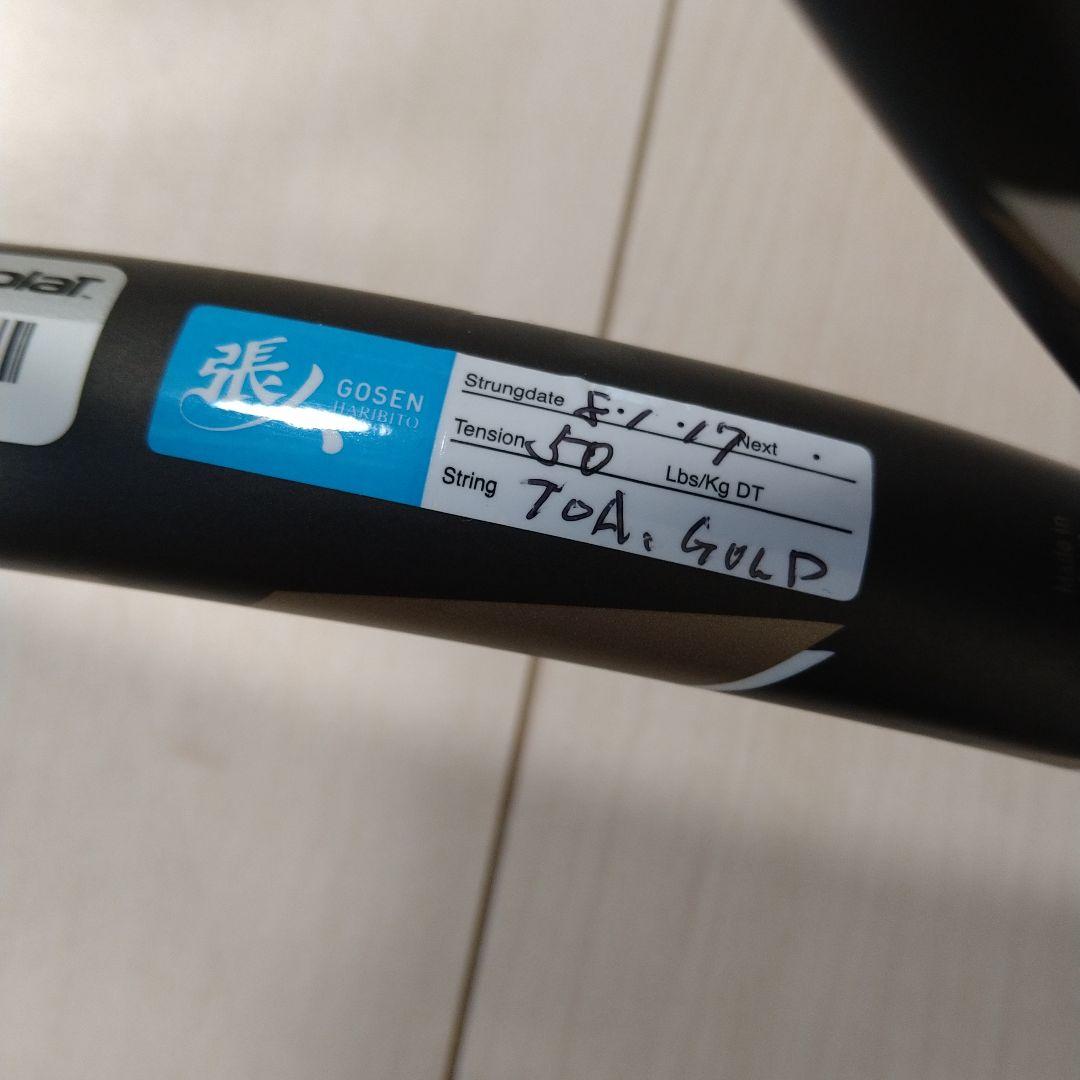 張人
GOSEN
HARIBITO
Strungdate 8.1.17 Next .
Tension 50 Lbs/Kg DT
String TOA. GOLD